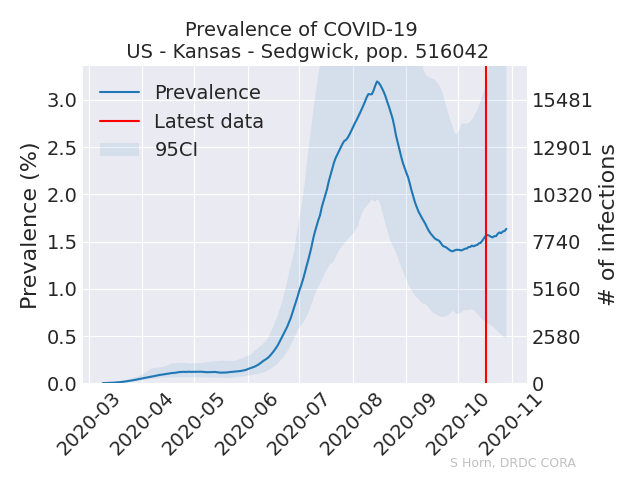 Prevalence of COVID-19
US - Kansas - Sedgwick, pop. 516042
Prevalence
Latest data
95CI
Prevalence (%)
3.0
2.5
2.0
1.5
1.0
0.5
0.0
15481
12901
10320
7740
5160
2580
0
# of infections
2020-03
2020-04
2020-05
2020-06
2020-07
2020-08
2020-09
2020-10
2020-11
S Horn, DRDC CORA